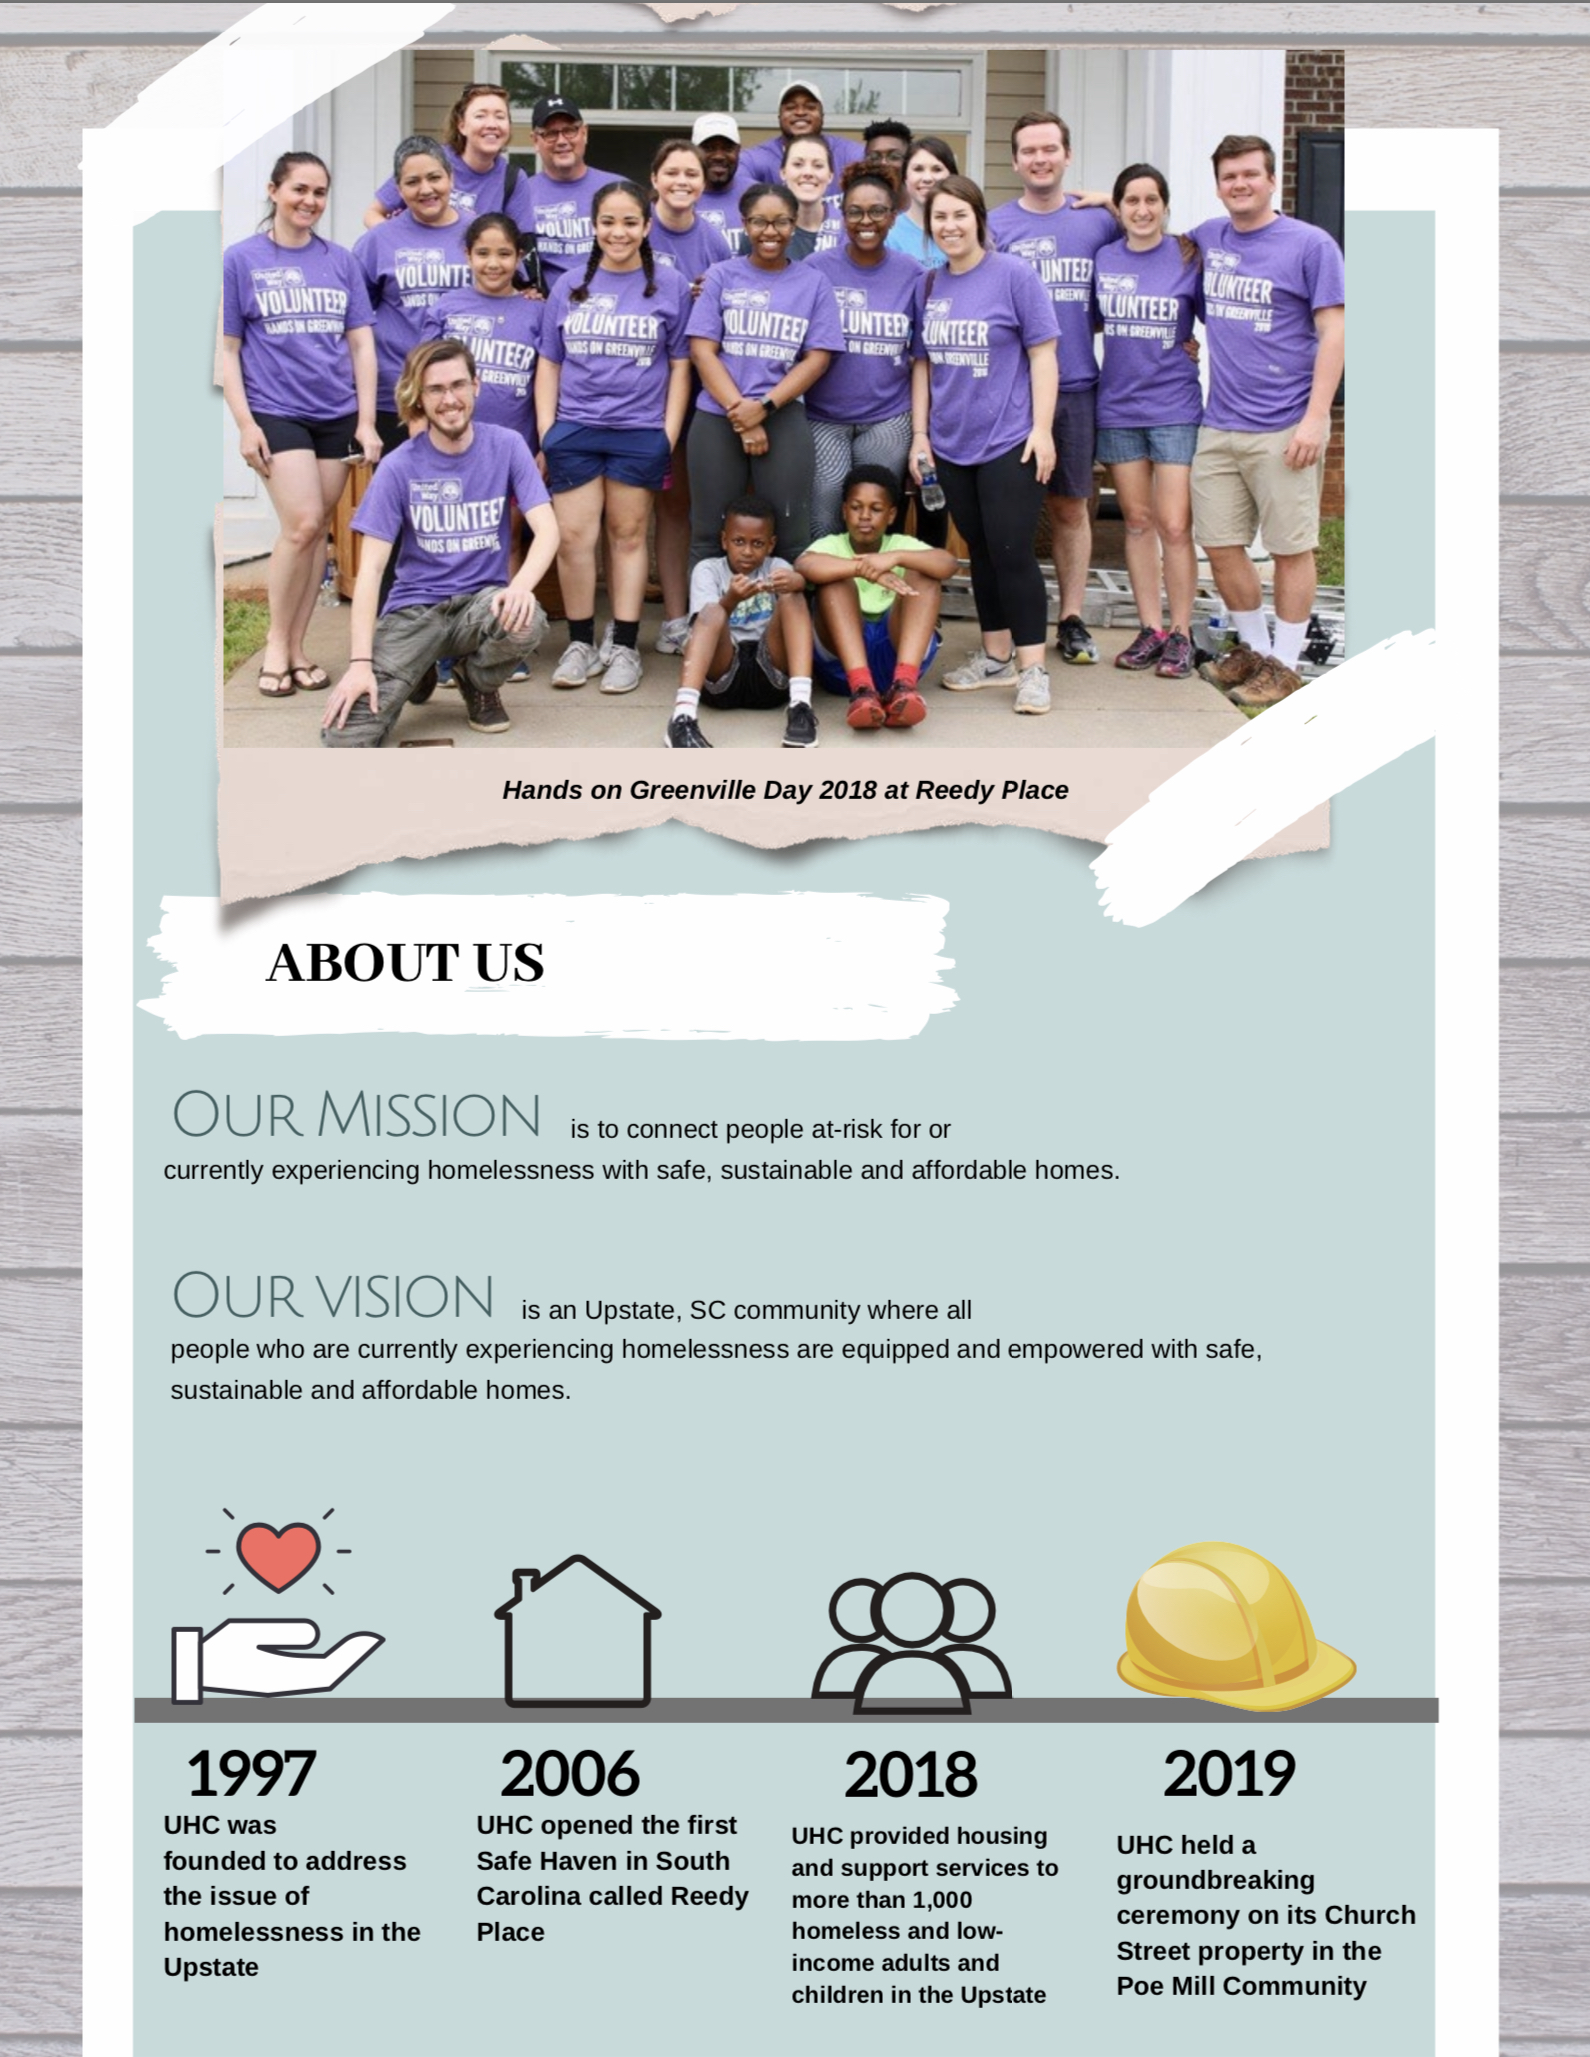 United Way
VOLUNTEER
HANDS ON GREENVILLE
2018
Hands on Greenville Day 2018 at Reedy Place
ABOUT US
OUR MISSION is to connect people at-risk for or
currently experiencing homelessness with safe, sustainable and affordable homes.
OUR VISION is an Upstate, SC community where all
people who are currently experiencing homelessness are equipped and empowered with safe,
sustainable and affordable homes.
1997
UHC was
founded to address
the issue of
homelessness in the
Upstate
2006
UHC opened the first
Safe Haven in South
Carolina called Reedy
Place
2018
UHC provided housing
and support services to
more than 1,000
homeless and low-
income adults and
children in the Upstate
2019
UHC held a
groundbreaking
ceremony on its Church
Street property in the
Poe Mill Community